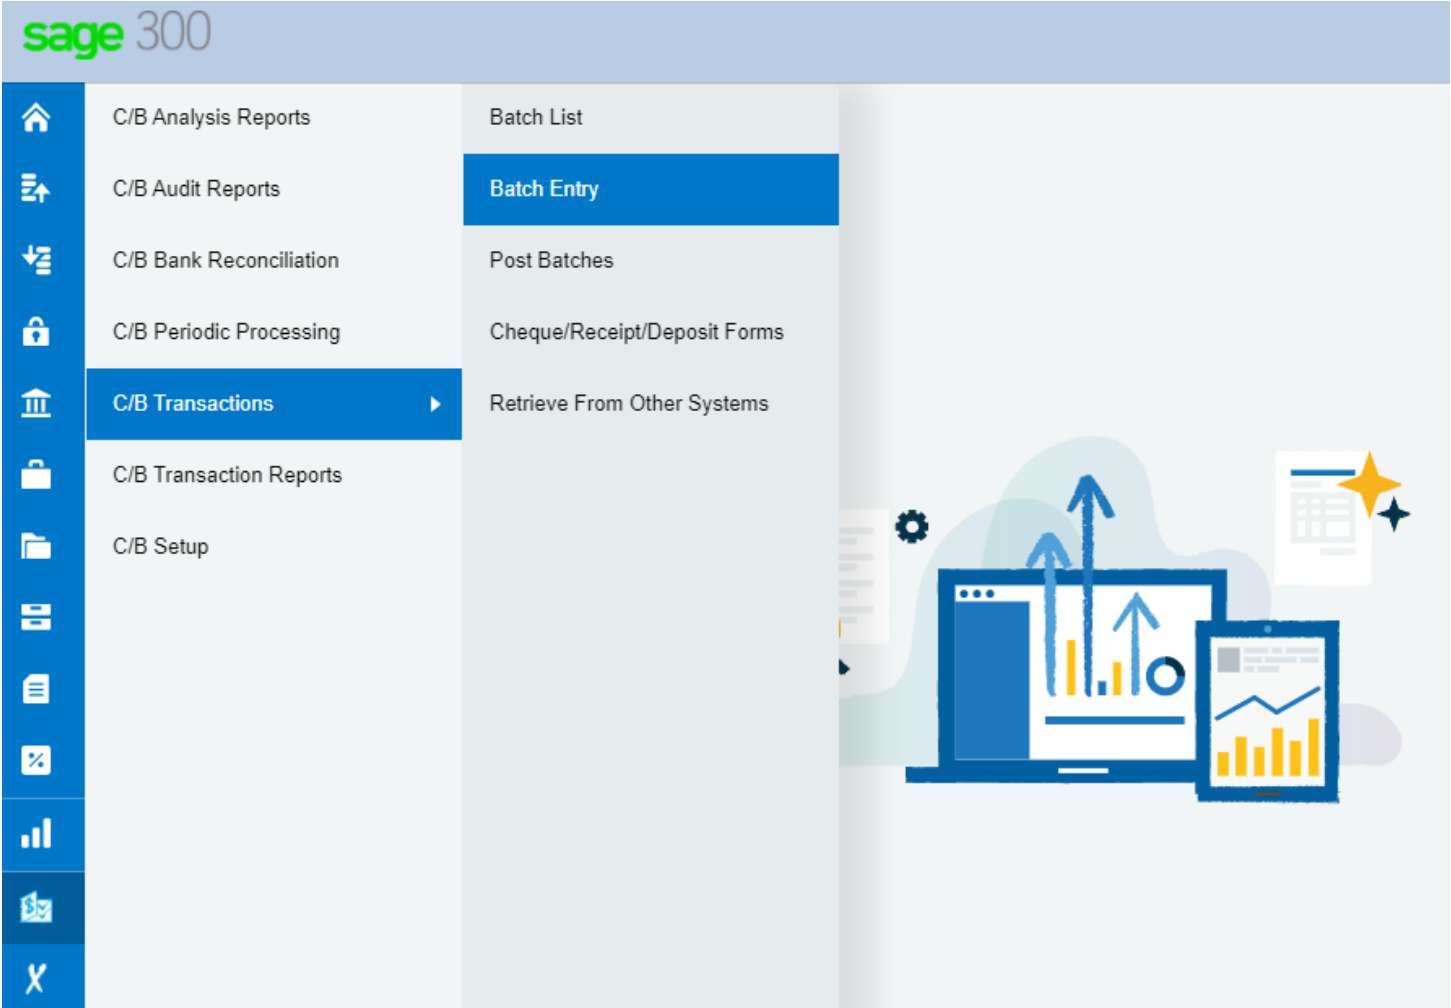 sage 300
C/B Analysis Reports
C/B Audit Reports
C/B Bank Reconciliation
C/B Periodic Processing
C/B Transactions
C/B Transaction Reports
C/B Setup
Batch List
Batch Entry
Post Batches
Cheque/Receipt/Deposit Forms
Retrieve From Other Systems